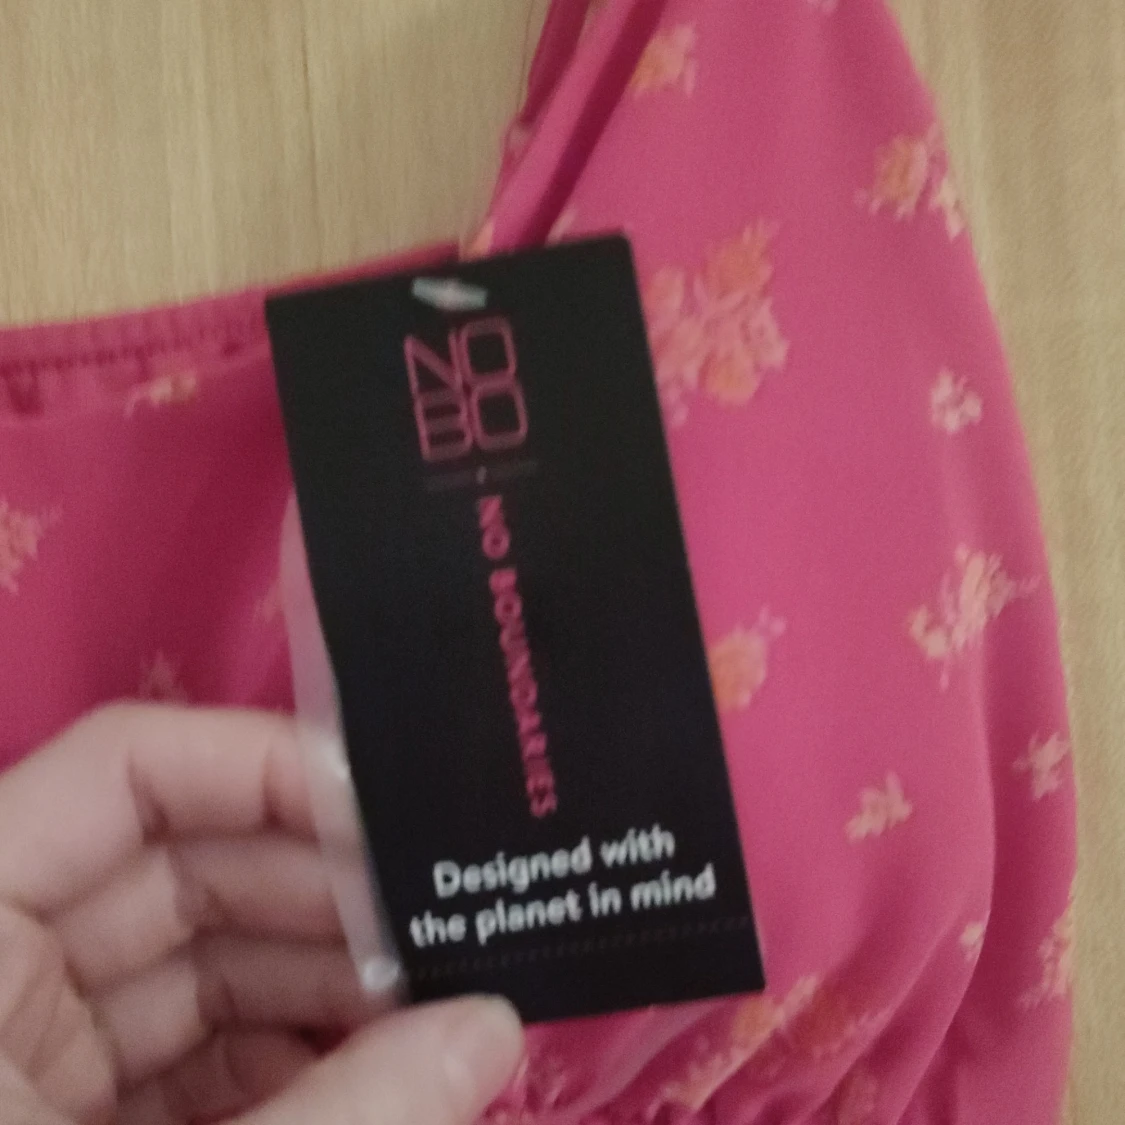 NO
BO
NO BOUNDARIES
Designed with
the planet in mind